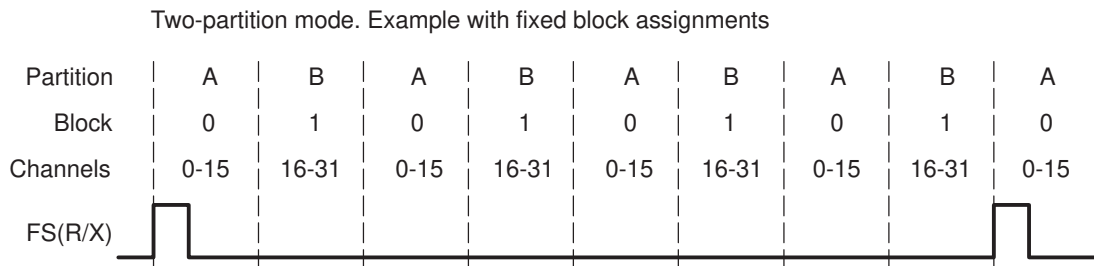 Two-partition mode. Example with fixed block assignments
Partition A B A B A B A B A
Block 0 1 0 1 0 1 0 1 0
Channels 0-15 16-31 0-15 16-31 0-15 16-31 0-15 16-31 0-15
FS(R/X)